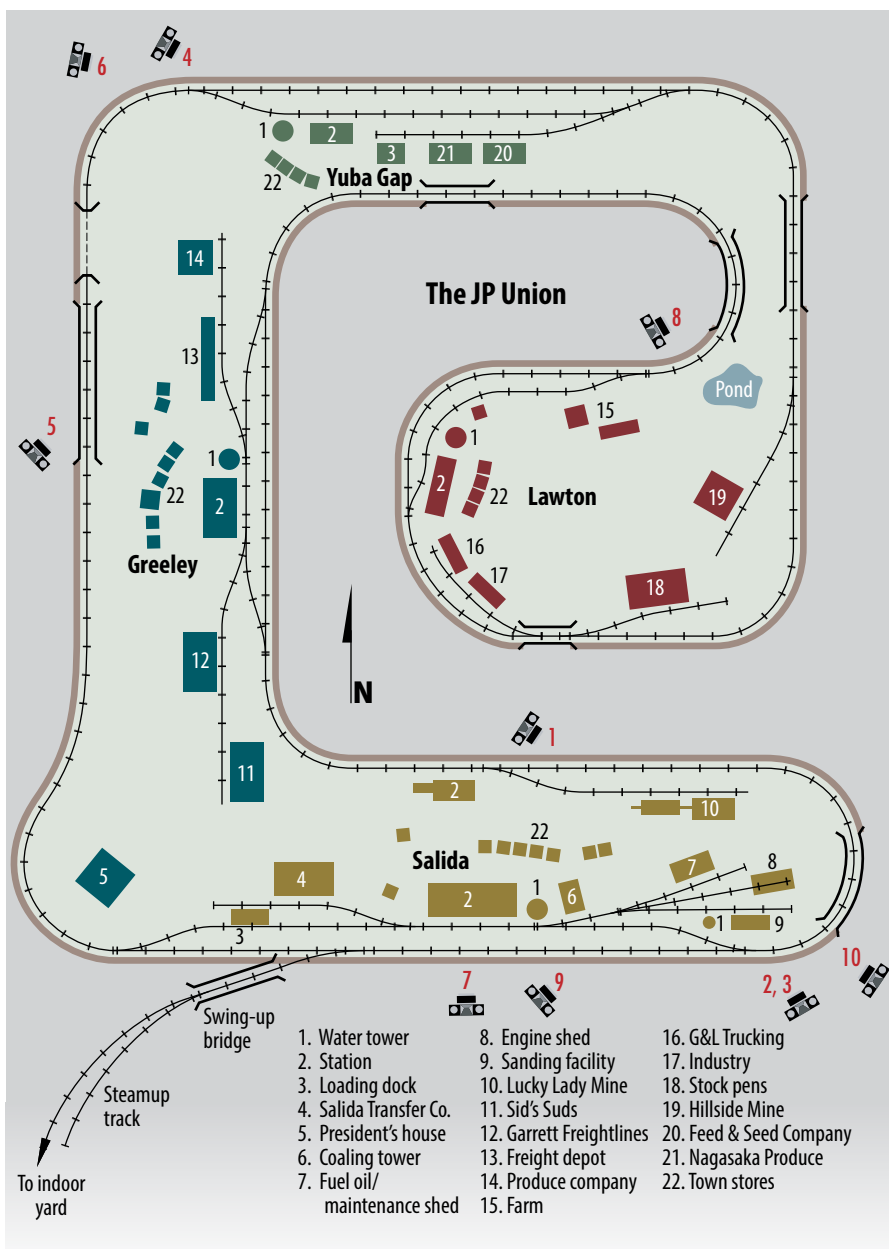 6
4
1
2
3
21
20
22
Yuba Gap
14
The JP Union
8
13
Pond
5
15
1
1
2
22
2
22
Lawton
19
Greeley
16
17
18
12
N
1
11
2
10
22
Salida
7
8
5
4
2
1
6
3
1
9
10
7
9
2, 3
Swing-up
bridge
Steamup
track
To indoor
yard
1. Water tower
2. Station
3. Loading dock
4. Salida Transfer Co.
5. President's house
6. Coaling tower
7. Fuel oil/
maintenance shed
8. Engine shed
9. Sanding facility
10. Lucky Lady Mine
11. Sid's Suds
12. Garrett Freightlines
13. Freight depot
14. Produce company
15. Farm
16. G&L Trucking
17. Industry
18. Stock pens
19. Hillside Mine
20. Feed & Seed Company
21. Nagasaka Produce
22. Town stores